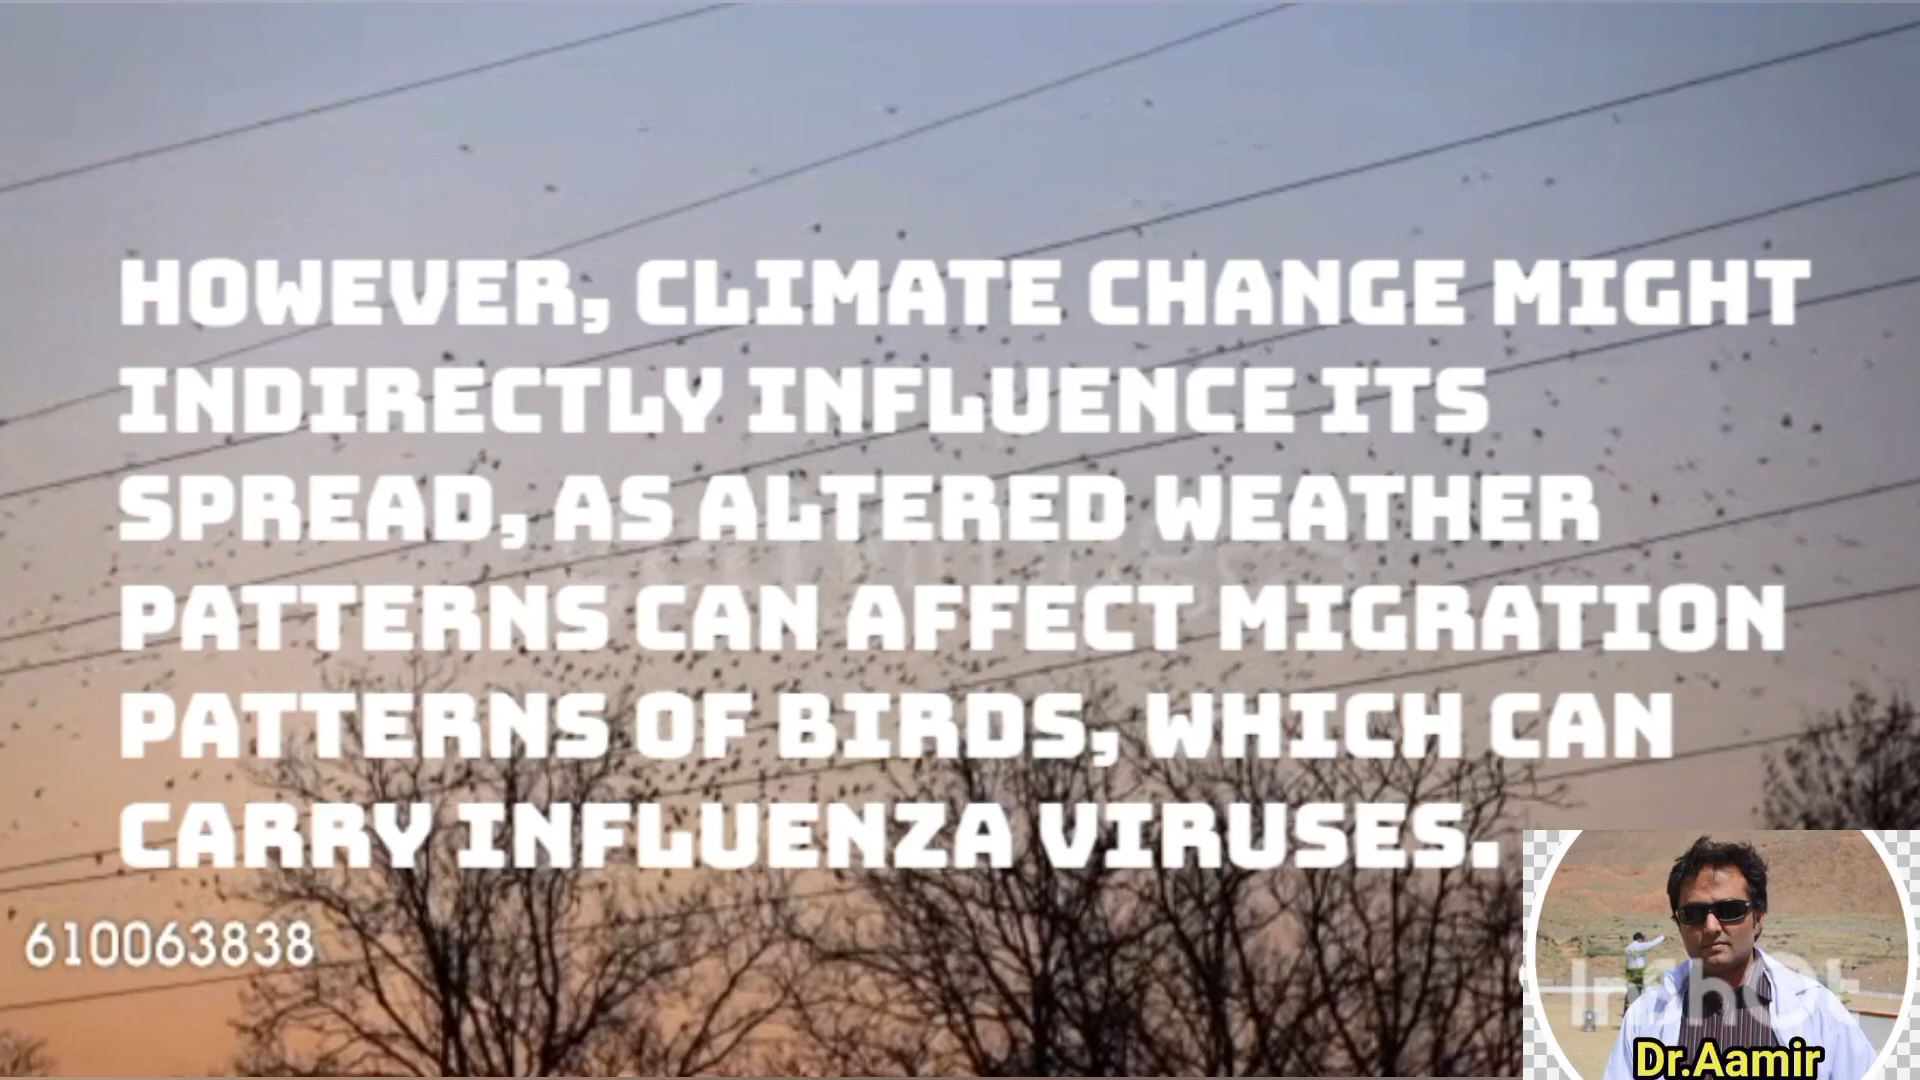 HOWEVER, CLIMATE CHANGE MIGHT
INDIRECTLY INFLUENCE ITS
SPREAD, AS ALTERED WEATHER
PATTERNS CAN AFFECT MIGRATION
PATTERNS OF BIRDS, WHICH CAN
CARRY INFLUENZA VIRUSES.
610063838
InShOt
Dr.Aamir